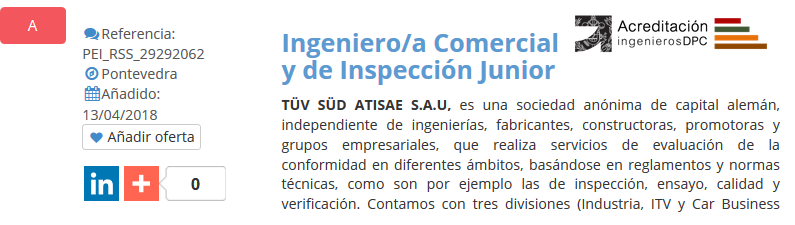 A
Referencia:
PEI_RSS_29292062
Pontevedra
Añadido:
13/04/2018
Añadir oferta
in
0
Ingeniero/a Comercial
y de Inspección Junior
Acreditación
ingenierosDPC
TÜV SÜD ATISAE S.A.U, es una sociedad anónima de capital alemán,
independiente de ingenierías, fabricantes, constructoras, promotoras y
grupos empresariales, que realiza servicios de evaluación de la
conformidad en diferentes ámbitos, basándose en reglamentos y normas
técnicas, como son por ejemplo las de inspección, ensayo, calidad y
verificación. Contamos con tres divisiones (Industria, ITV y Car Business